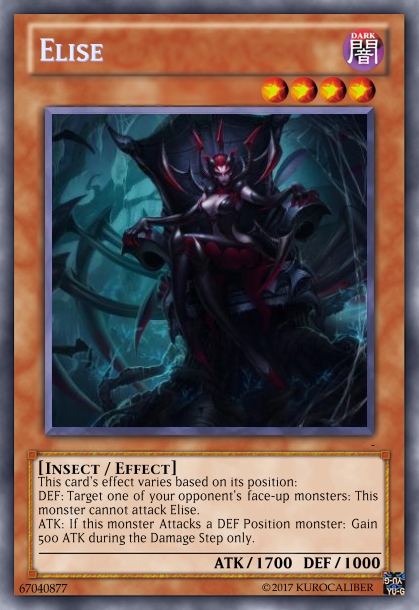 ELISE
DARK
闇
[INSECT / EFFECT]
This card's effect varies based on its position:
DEF: Target one of your opponent's face-up monsters: This
monster cannot attack Elise.
ATK: If this monster Attacks a DEF Position monster: Gain
500 ATK during the Damage Step only.
ATK / 1700 DEF / 1000
67040877
©2017 KUROCALIBER